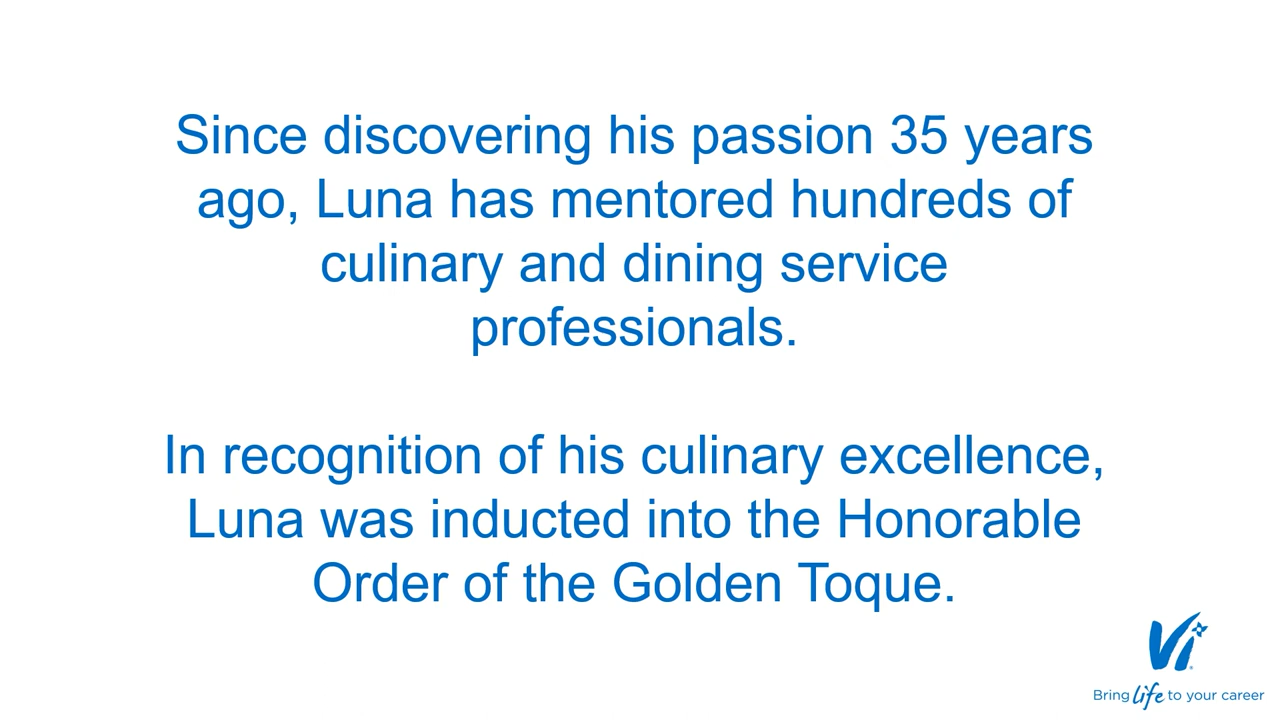 Since discovering his passion 35 years
ago, Luna has mentored hundreds of
culinary and dining service
professionals.
In recognition of his culinary excellence,
Luna was inducted into the Honorable
Order of the Golden Toque.
Vi
Bring life to your career